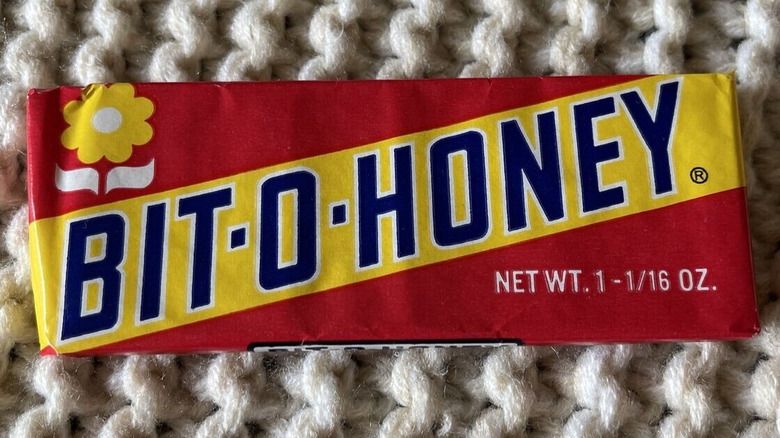 BIT·O·HONEY®
NET WT. 1-1/16 OZ.